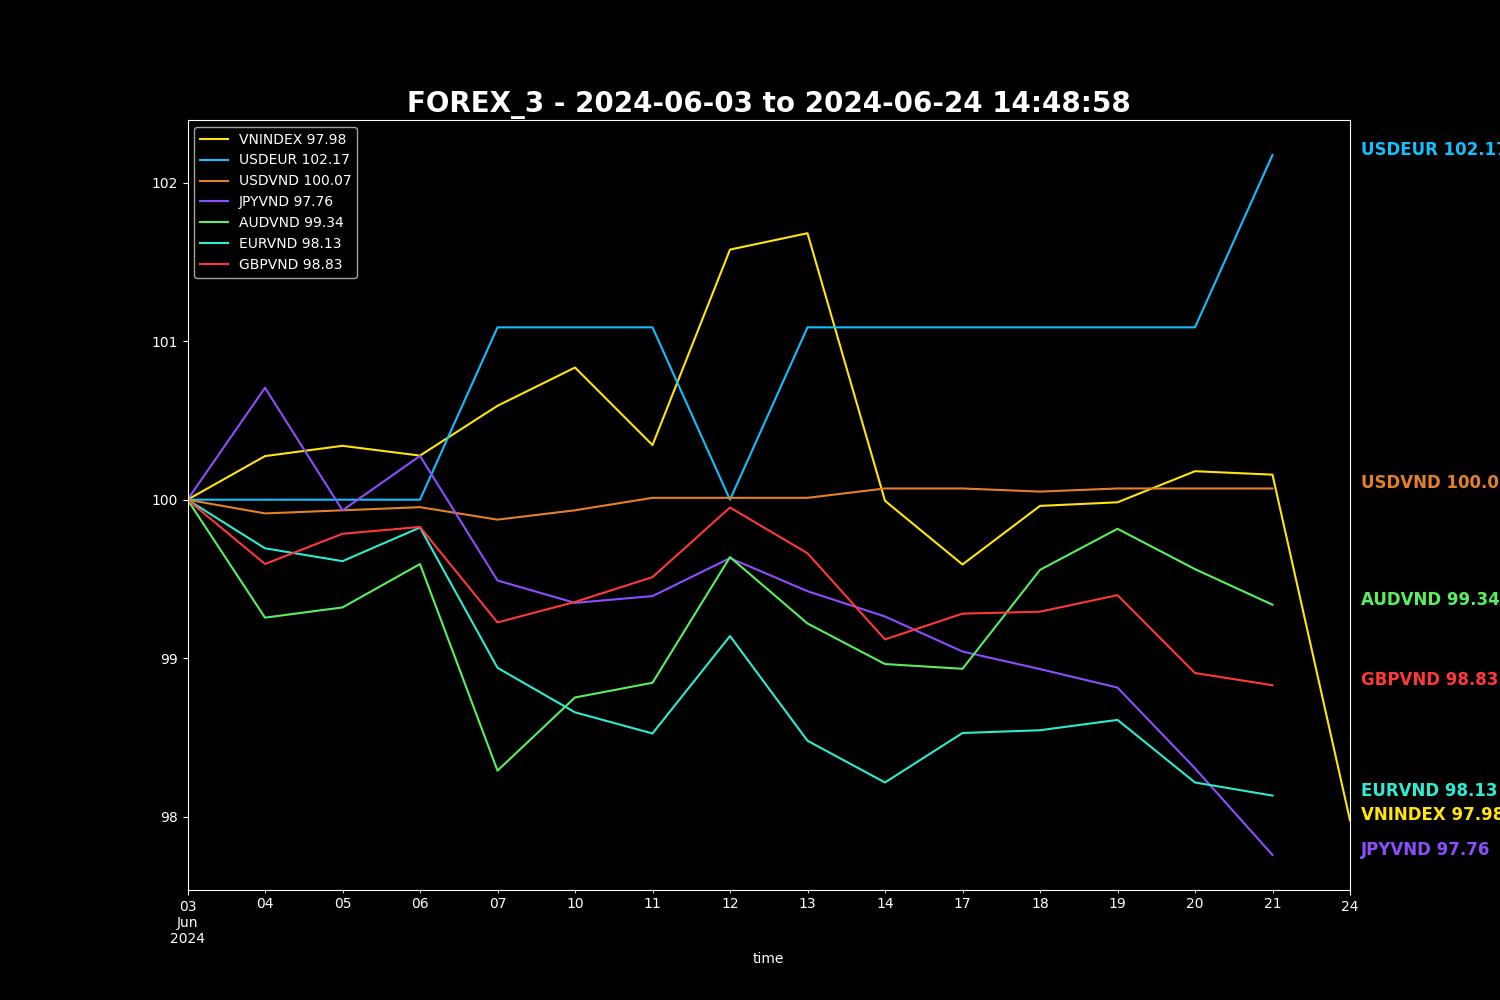 FOREX_3 - 2024-06-03 to 2024-06-24 14:48:58
VNINDEX 97.98
USDEUR 102.17
USDVND 100.07
JPYVND 97.76
AUDVND 99.34
EURVND 98.13
GBPVND 98.83
102
101
100
99
98
USDEUR 102.17
USDVND 100.0
AUDVND 99.34
GBPVND 98.83
EURVND 98.13
VNINDEX 97.98
JPYVND 97.76
03 04 05 06 07 10 11 12 13 14 17 18 19 20 21 24
Jun
2024
time